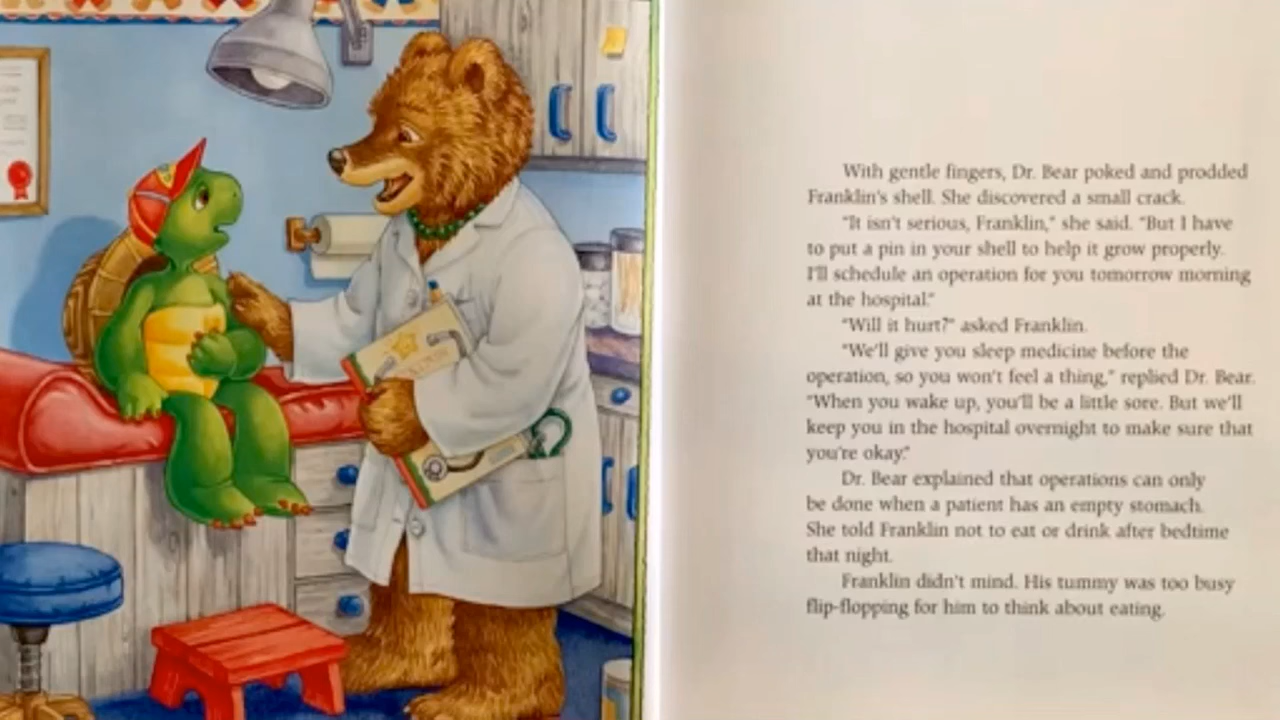 With gentle fingers, Dr. Bear poked and prodded
Franklin's shell. She discovered a small crack.
"It isn't serious, Franklin," she said. "But I have
to put a pin in your shell to help it grow properly.
I'll schedule an operation for you tomorrow morning
at the hospital."
"Will it hurt?" asked Franklin.
"We'll give you sleep medicine before the
operation, so you won't feel a thing," replied Dr. Bear.
"When you wake up, you'll be a little sore. But we'll
keep you in the hospital overnight to make sure that
you're okay."
Dr. Bear explained that operations can only
be done when a patient has an empty stomach.
She told Franklin not to eat or drink after bedtime
that night.
Franklin didn't mind. His tummy was too busy
flip-flopping for him to think about eating.